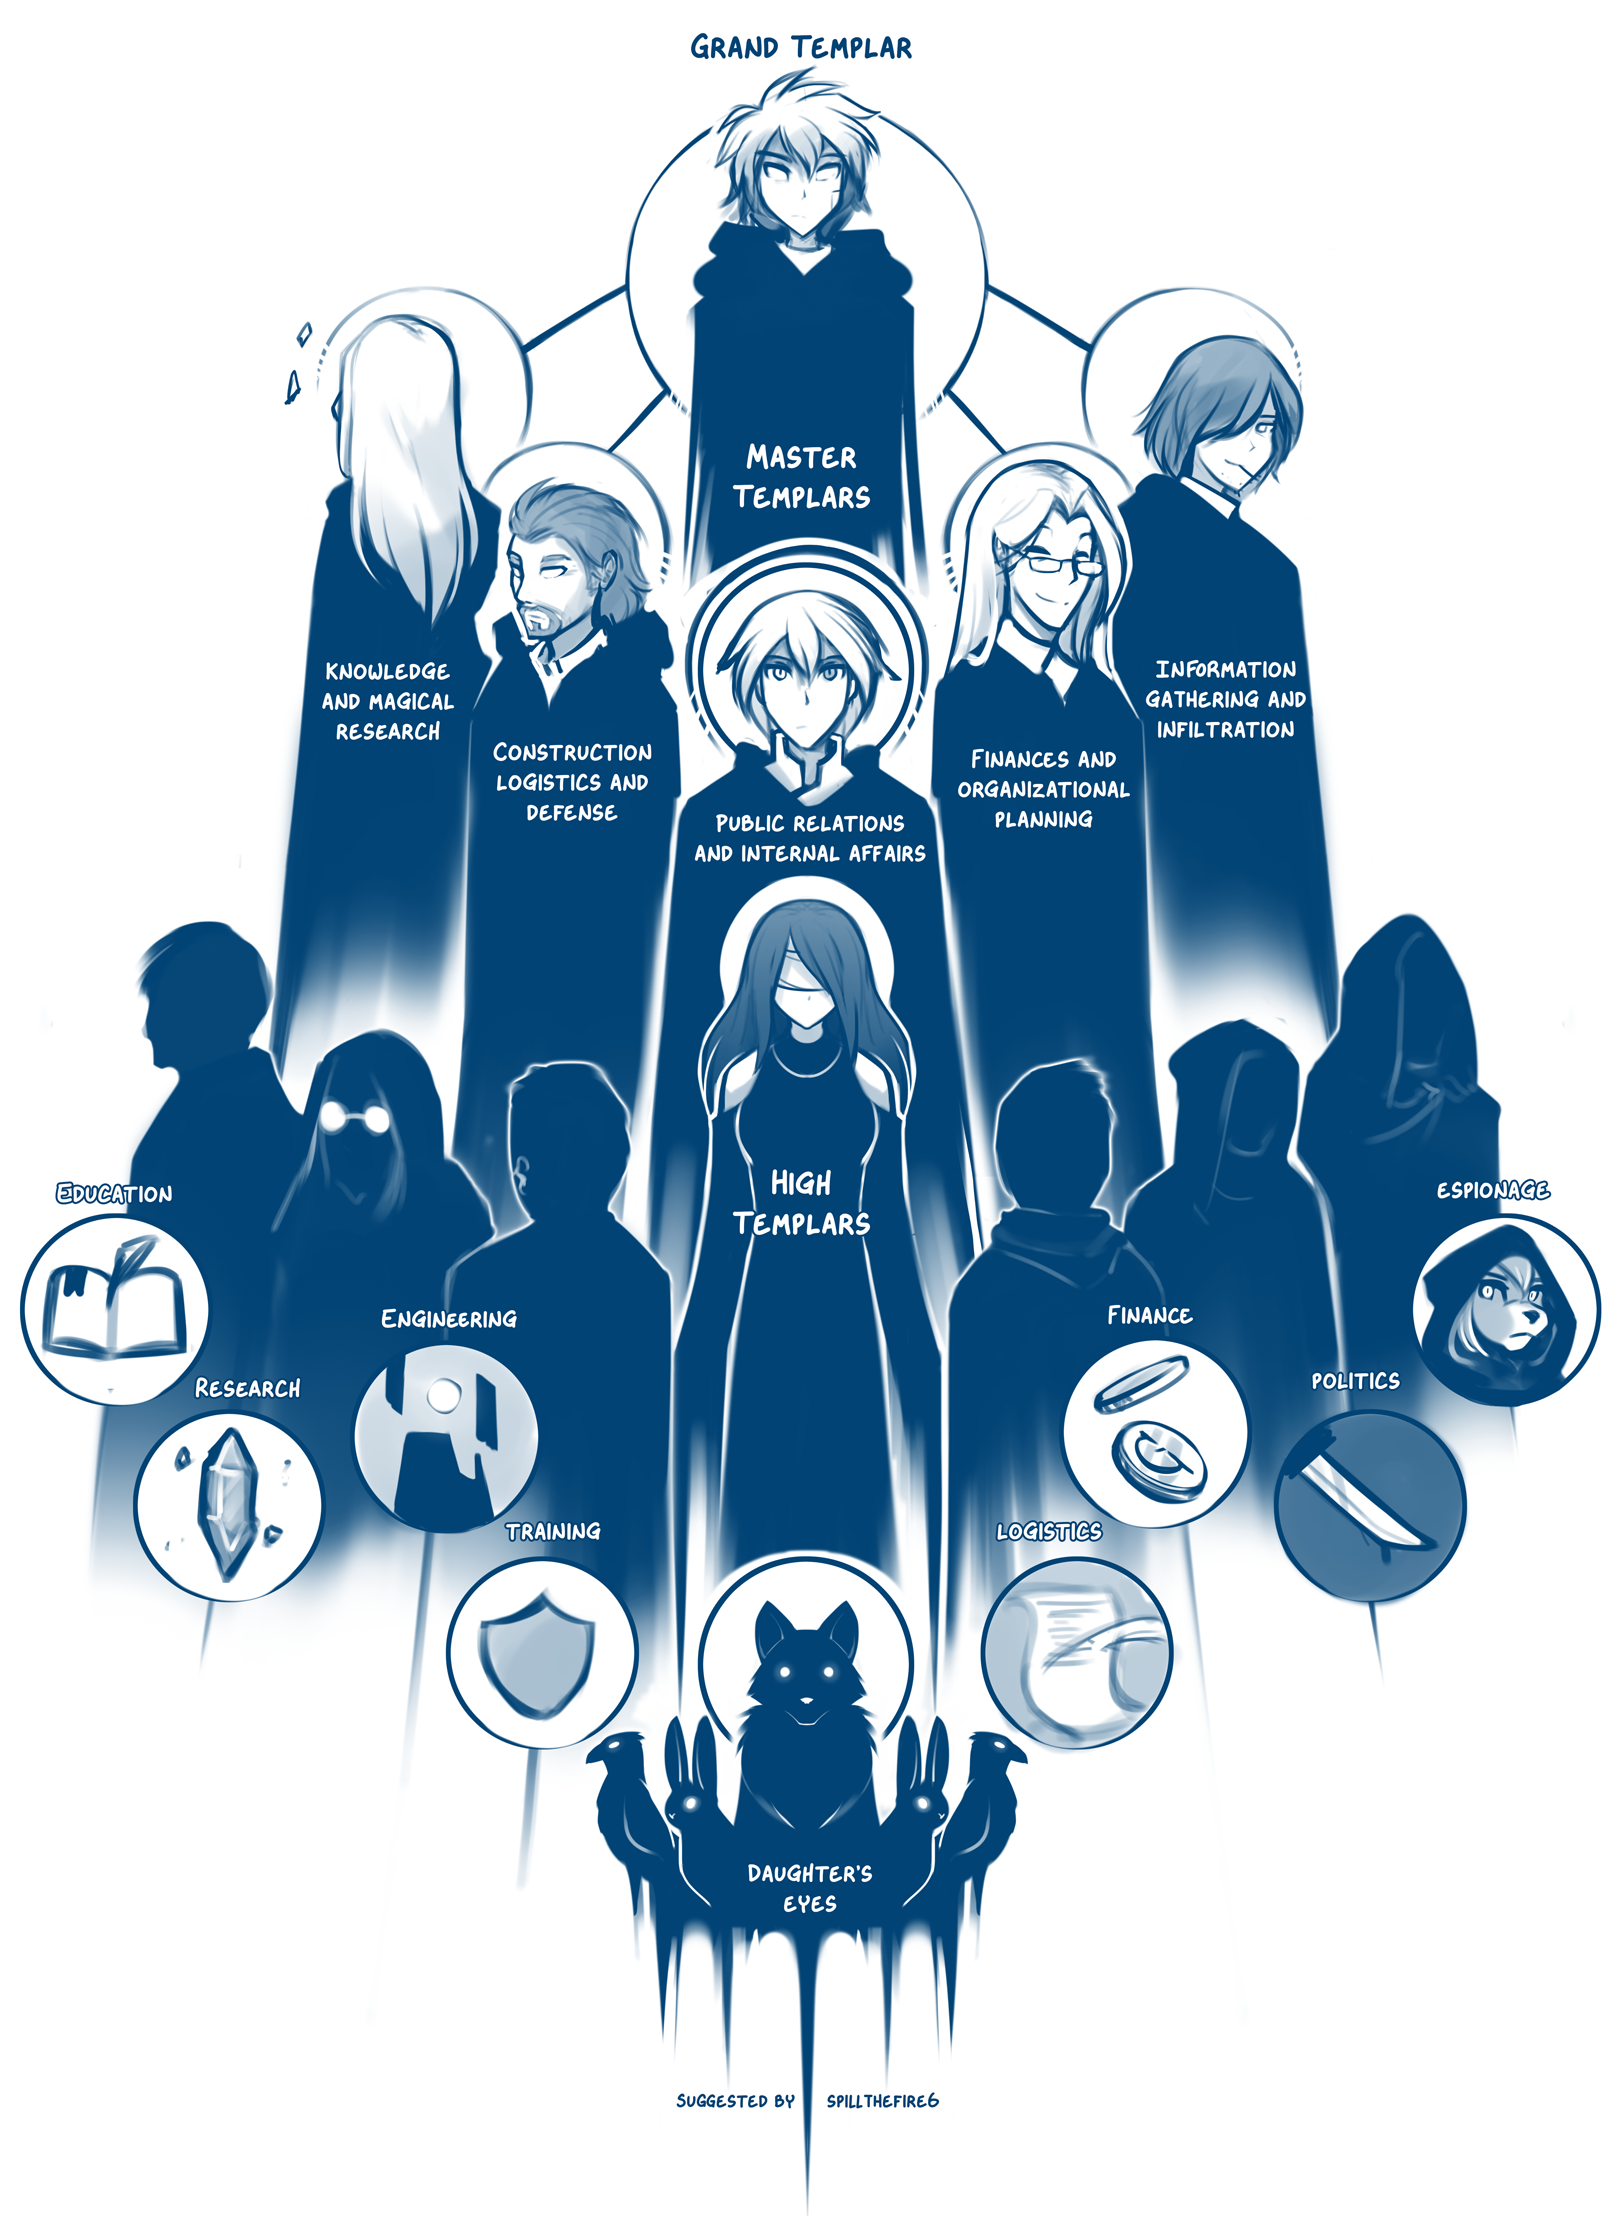 GRAND TEMPLAR
MASTER
TEMPLARS
KNOWLEDGE
AND MAGICAL
RESEARCH
CONSTRUCTION
LOGISTICS AND
DEFENSE
PUBLIC RELATIONS
AND INTERNAL AFFAIRS
FINANCES AND
ORGANIZATIONAL
PLANNING
INFORMATION
GATHERING AND
INFILTRATION
HIGH
TEMPLARS
EDUCATION
RESEARCH
ENGINEERING
TRAINING
LOGISTICS
FINANCE
POLITICS
ESPIONAGE
DAUGHTER'S
EYES
SUGGESTED BY SPILLTHEFIRE6